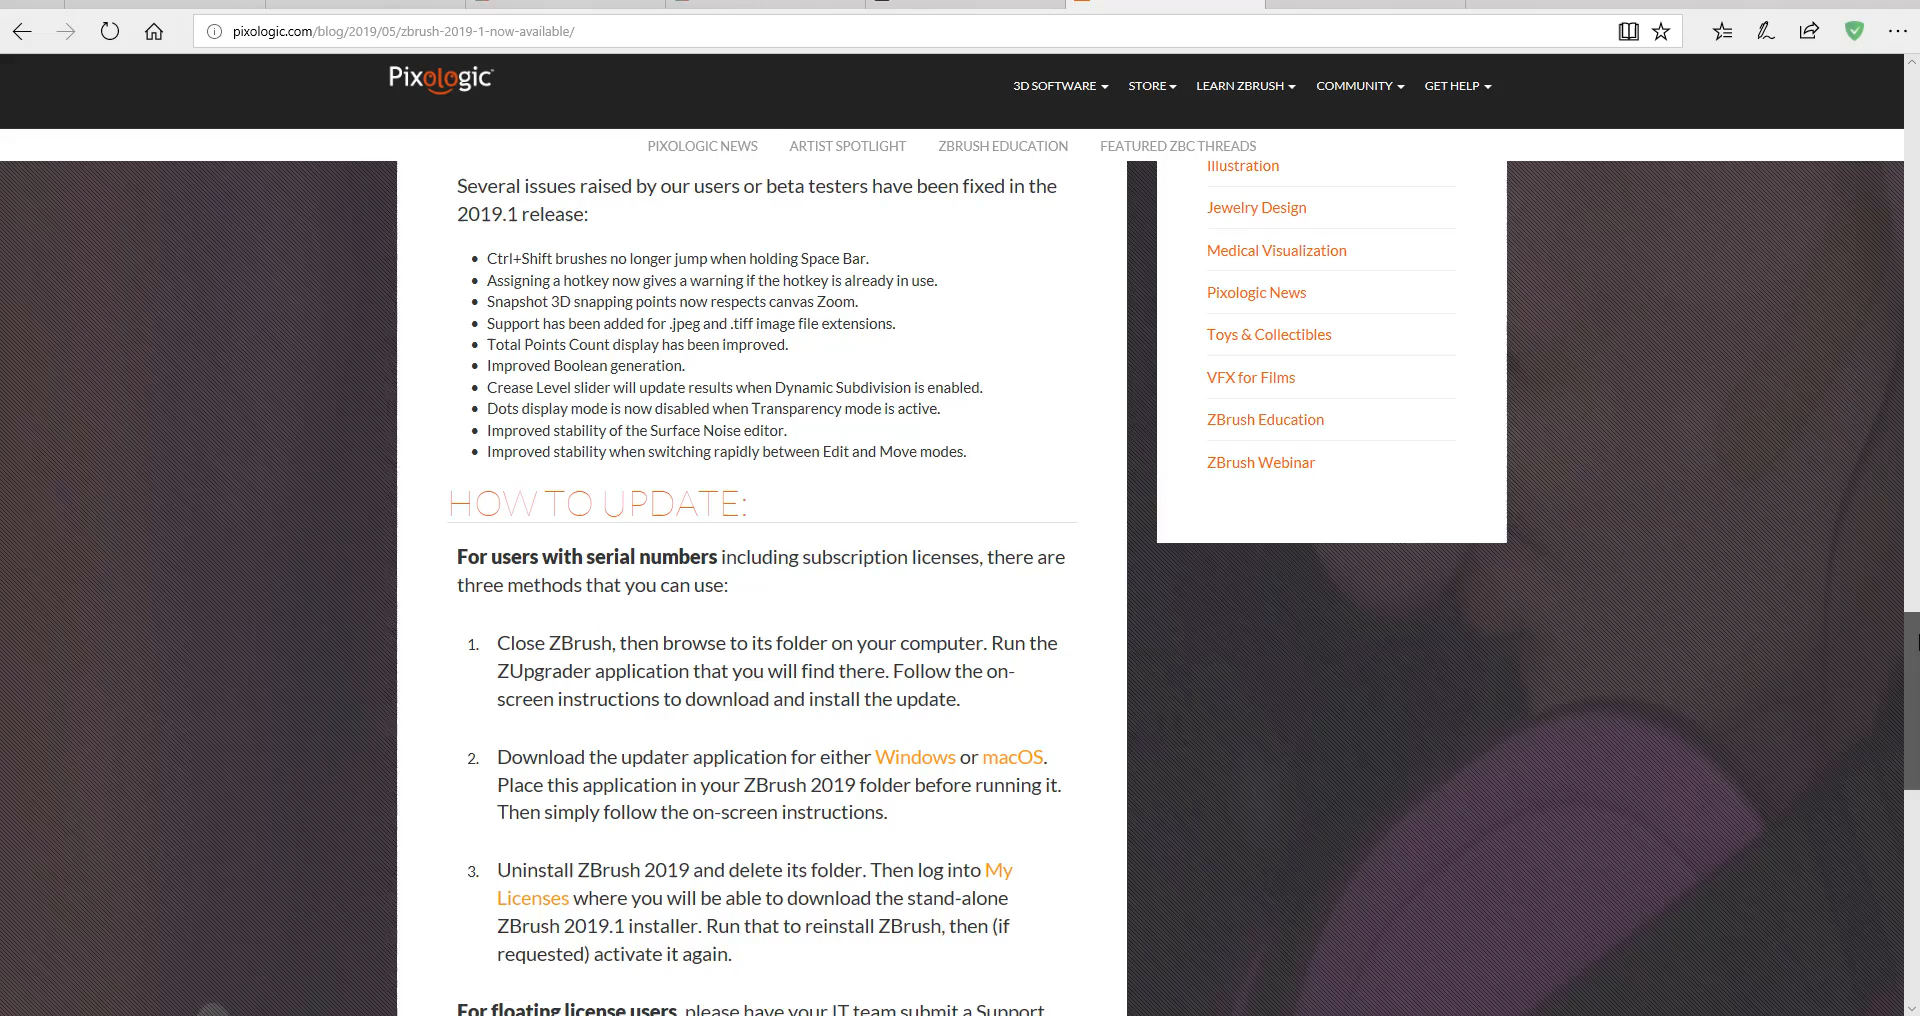 pixologic.com/blog/2019/05/zbrush-2019-1-now-available/
Pixologic
3D SOFTWARE STORE LEARN ZBRUSH COMMUNITY GET HELP
PIXOLOGIC NEWS ARTIST SPOTLIGHT ZBRUSH EDUCATION FEATURED ZBC THREADS
Several issues raised by our users or beta testers have been fixed in the
2019.1 release:
• Ctrl+Shift brushes no longer jump when holding Space Bar.
• Assigning a hotkey now gives a warning if the hotkey is already in use.
• Snapshot 3D snapping points now respects canvas Zoom.
• Support has been added for .jpeg and .tiff image file extensions.
• Total Points Count display has been improved.
• Improved Boolean generation.
• Crease Level slider will update results when Dynamic Subdivision is enabled.
• Dots display mode is now disabled when Transparency mode is active.
• Improved stability of the Surface Noise editor.
• Improved stability when switching rapidly between Edit and Move modes.
HOW TO UPDATE:
For users with serial numbers including subscription licenses, there are
three methods that you can use:
1. Close ZBrush, then browse to its folder on your computer. Run the
ZUpgrader application that you will find there. Follow the on-
screen instructions to download and install the update.
2. Download the updater application for either Windows or macOS.
Place this application in your ZBrush 2019 folder before running it.
Then simply follow the on-screen instructions.
3. Uninstall ZBrush 2019 and delete its folder. Then log into My
Licenses where you will be able to download the stand-alone
ZBrush 2019.1 installer. Run that to reinstall ZBrush, then (if
requested) activate it again.
For floating license users, please have your IT team submit a Support
Illustration
Jewelry Design
Medical Visualization
Pixologic News
Toys & Collectibles
VFX for Films
ZBrush Education
ZBrush Webinar